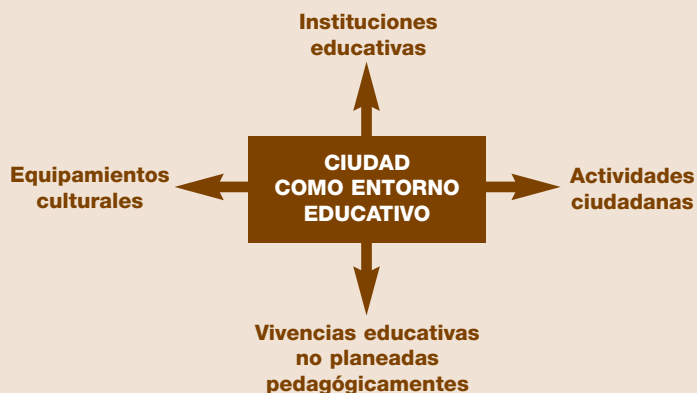 Instituciones
educativas
Equipamientos
culturales
CIUDAD
COMO ENTORNO
EDUCATIVO
Actividades
ciudadanas
Vivencias educativas
no planeadas
pedagógicamentes